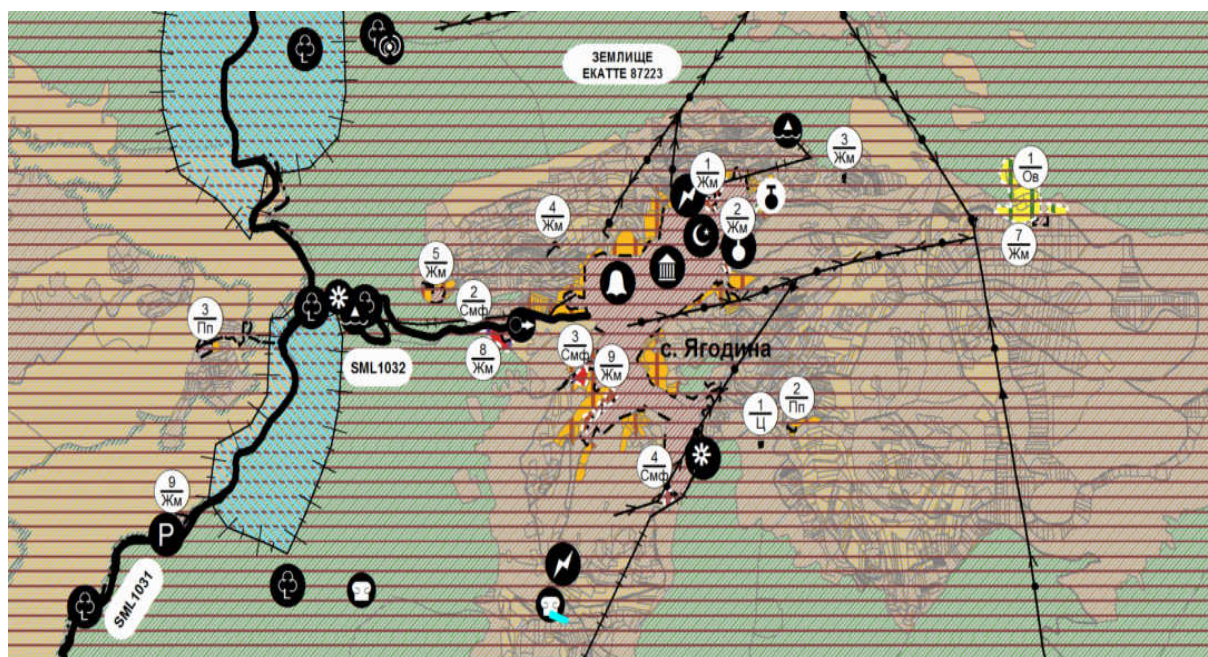 ЗЕМЛИЩЕ
ЕКАТТЕ 87223
3
Жм
1
Жм
1
Ов
4
Жм
2
Жм
7
Жм
5
Жм
2
Смф
3
Пп
SML1032
8
Жм
3
Смф
9
Жм
с. Ягодина
1
Ц
2
Пп
4
Смф
9
Жм
P
SML1031
L
L
L